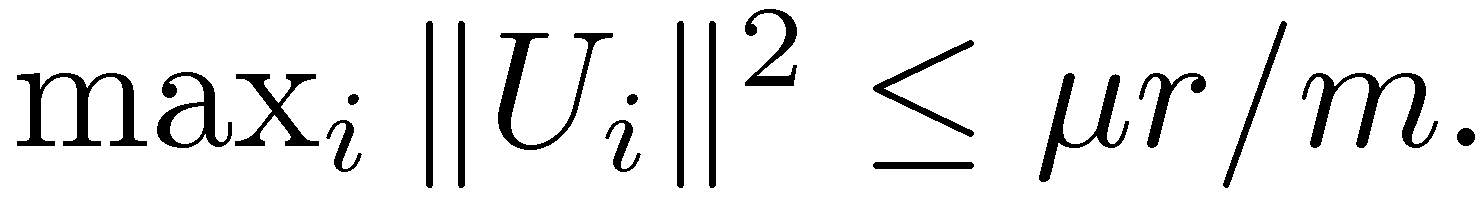 max_i ‖U_i‖² ≤ μr/m.